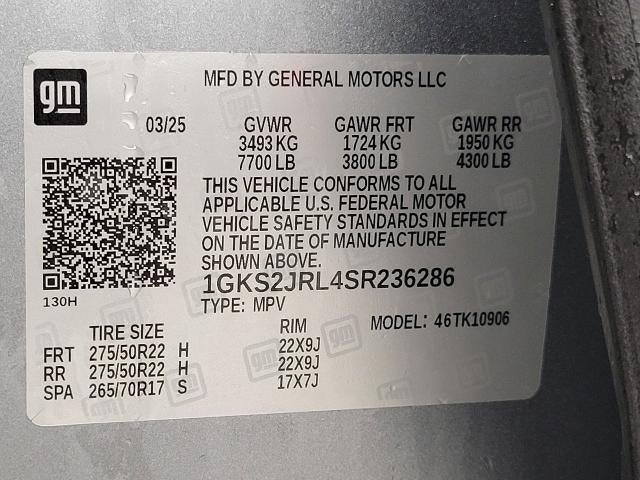 gm
MFD BY GENERAL MOTORS LLC
03/25 GVWR GAWR FRT GAWR RR
3493 KG 1724 KG 1950 KG
7700 LB 3800 LB 4300 LB
THIS VEHICLE CONFORMS TO ALL
APPLICABLE U.S. FEDERAL MOTOR
VEHICLE SAFETY STANDARDS IN EFFECT
ON THE DATE OF MANUFACTURE
SHOWN ABOVE.
1GKS2JRL4SR236286
130H
TYPE: MPV
MODEL: 46TK10906
TIRE SIZE RIM
FRT 275/50R22 H 22X9J
RR 275/50R22 H 22X9J
SPA 265/70R17 S 17X7J